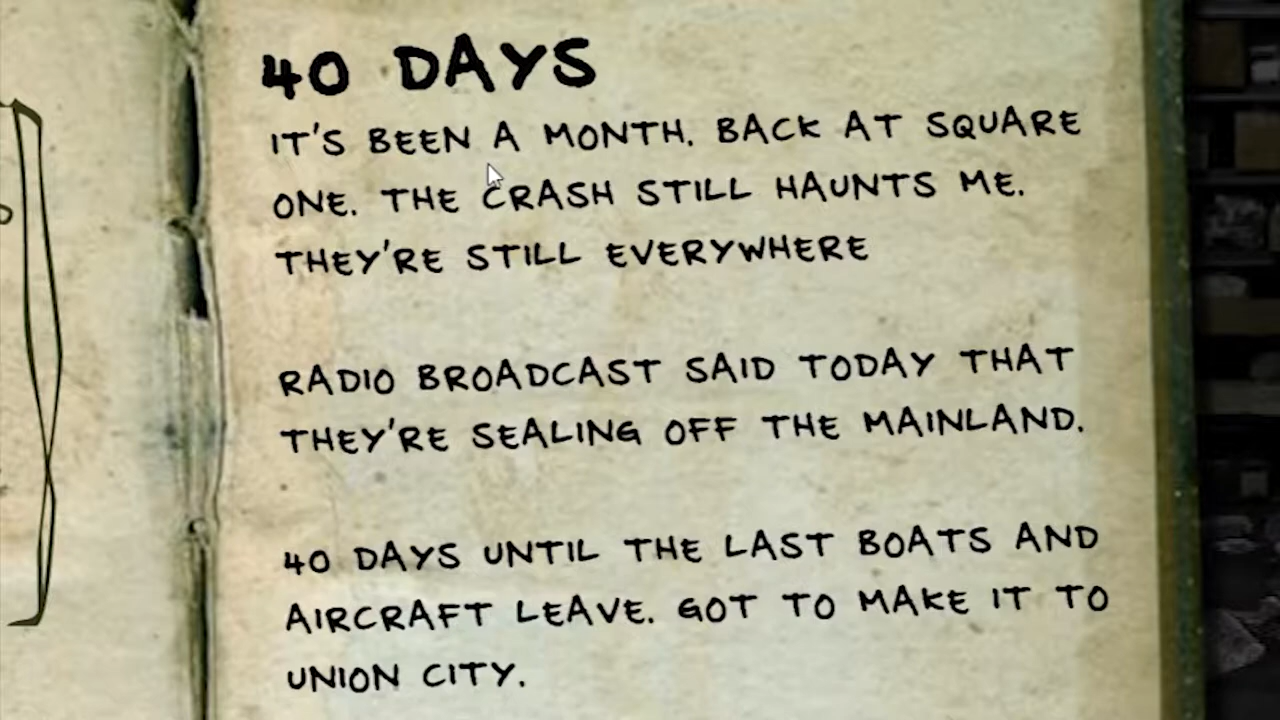 40 DAYS
IT'S BEEN A MONTH. BACK AT SQUARE
ONE. THE CRASH STILL HAUNTS ME.
THEY'RE STILL EVERYWHERE
RADIO BROADCAST SAID TODAY THAT
THEY'RE SEALING OFF THE MAINLAND.
40 DAYS UNTIL THE LAST BOATS AND
AIRCRAFT LEAVE. GOT TO MAKE IT TO
UNION CITY.